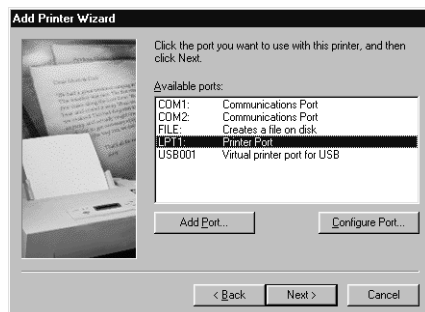 Add Printer Wizard
Click the port you want to use with this printer, and then
click Next.
Available ports:
COM1: Communications Port
COM2: Communications Port
FILE: Creates a file on disk
LPT1: Printer Port
USB001 Virtual printer port for USB
Add Port...
Configure Port...
< Back
Next >
Cancel